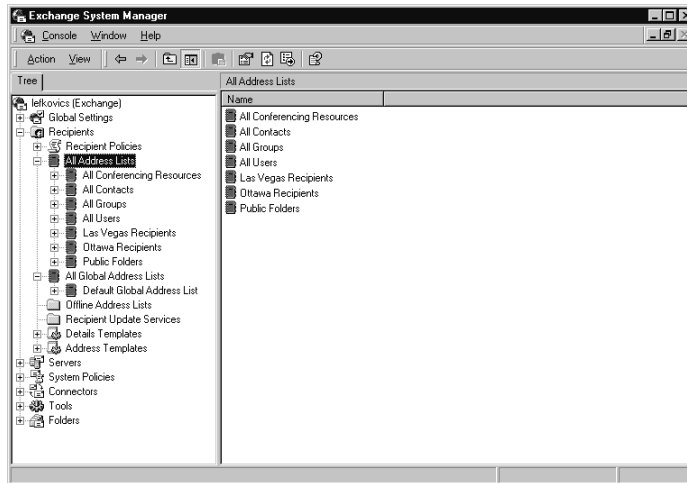 Exchange System Manager
Console Window Help
Action View
Tree
All Address Lists
lefkovics (Exchange)
Global Settings
Recipients
Recipient Policies
All Address Lists
All Conferencing Resources
All Contacts
All Groups
All Users
Las Vegas Recipients
Ottawa Recipients
Public Folders
All Global Address Lists
Default Global Address List
Offline Address Lists
Recipient Update Services
Details Templates
Address Templates
Servers
System Policies
Connectors
Tools
Folders
Name
All Conferencing Resources
All Contacts
All Groups
All Users
Las Vegas Recipients
Ottawa Recipients
Public Folders